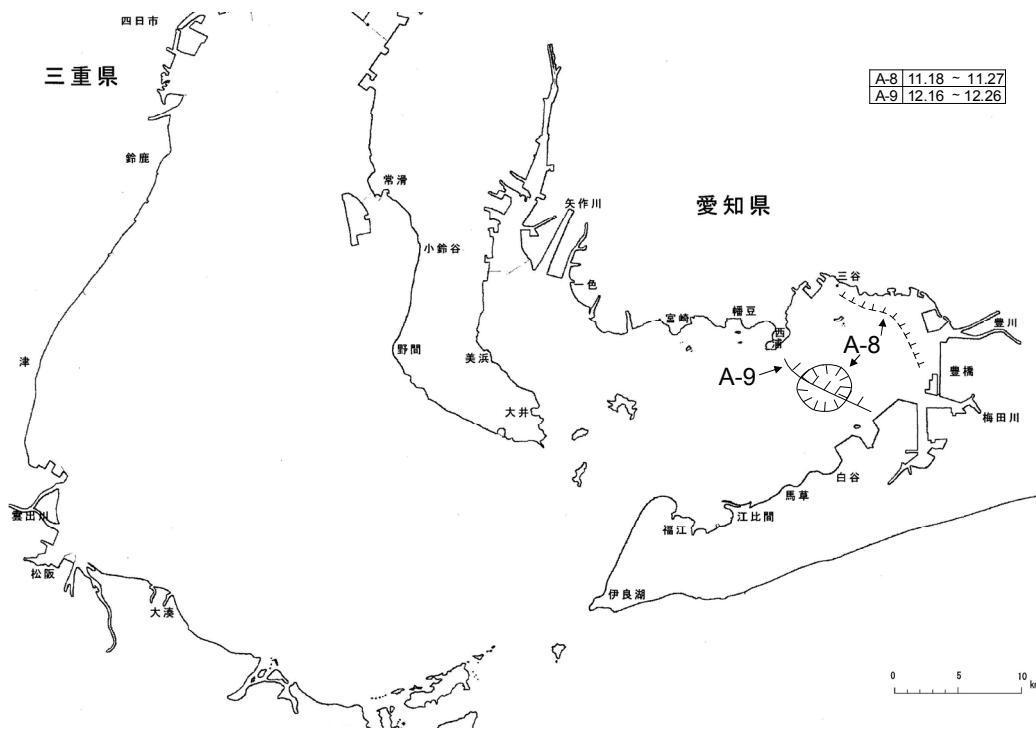 四日市
三重県
A-8 11.18 ~ 11.27
A-9 12.16 ~ 12.26
鈴鹿
常滑
矢作川
愛知県
小鈴谷
一色
三谷
宮崎
幡豆
西浦
豊川
津
野間
美浜
A-8
A-9
豊橋
大井
梅田川
白谷
馬草
雲出川
福江
江比間
松阪
伊良湖
大湊
0 5 10
km